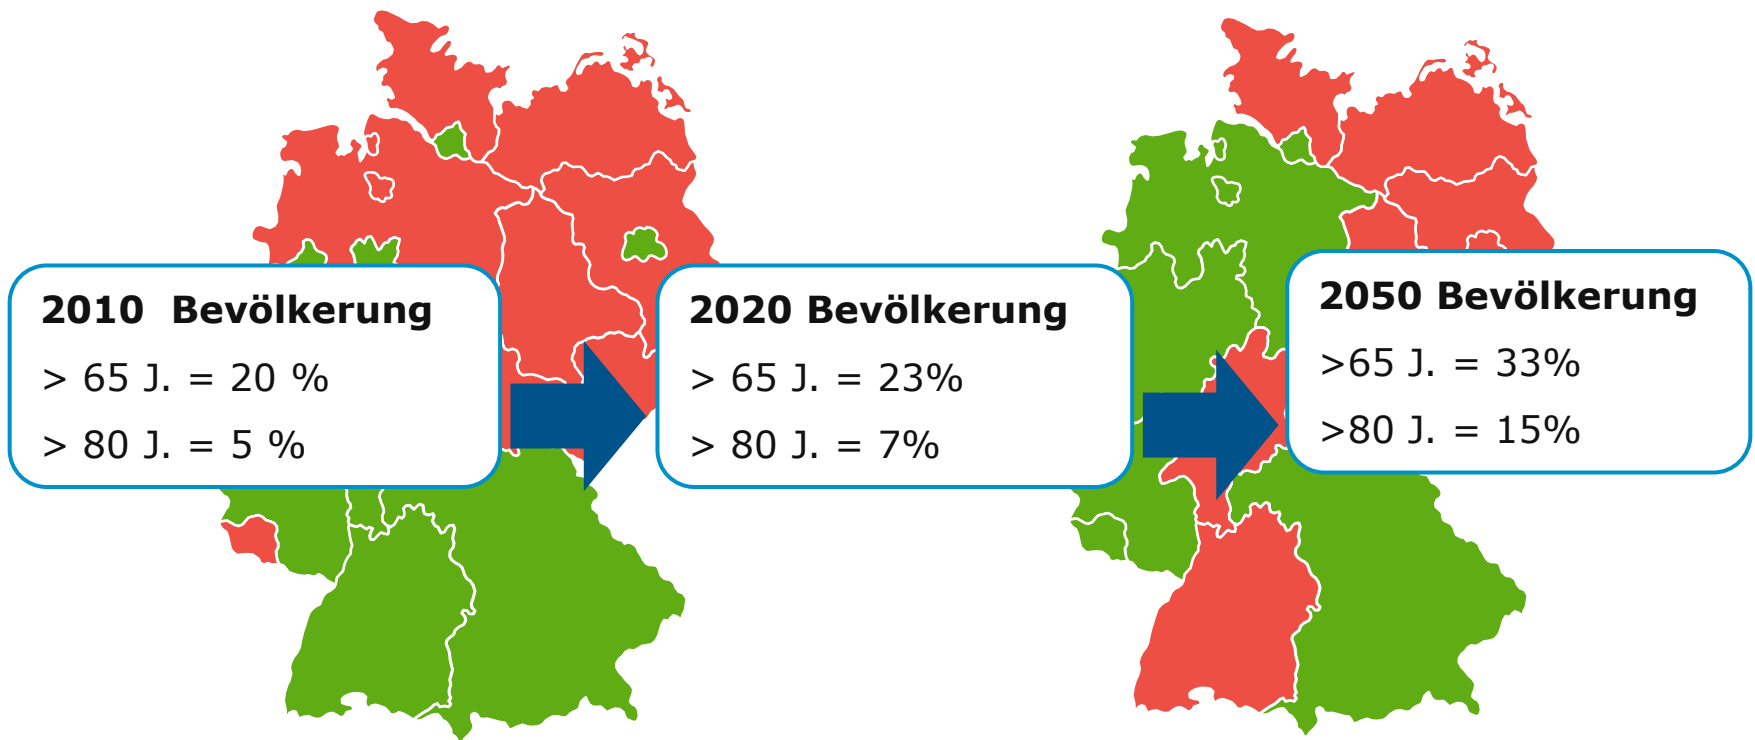 2010  Bevölkerung
> 65 J. = 20 %
> 80 J. = 5 %
2020 Bevölkerung
> 65 J. = 23%
> 80 J. = 7%
2050 Bevölkerung
>65 J. = 33%
>80 J. = 15%